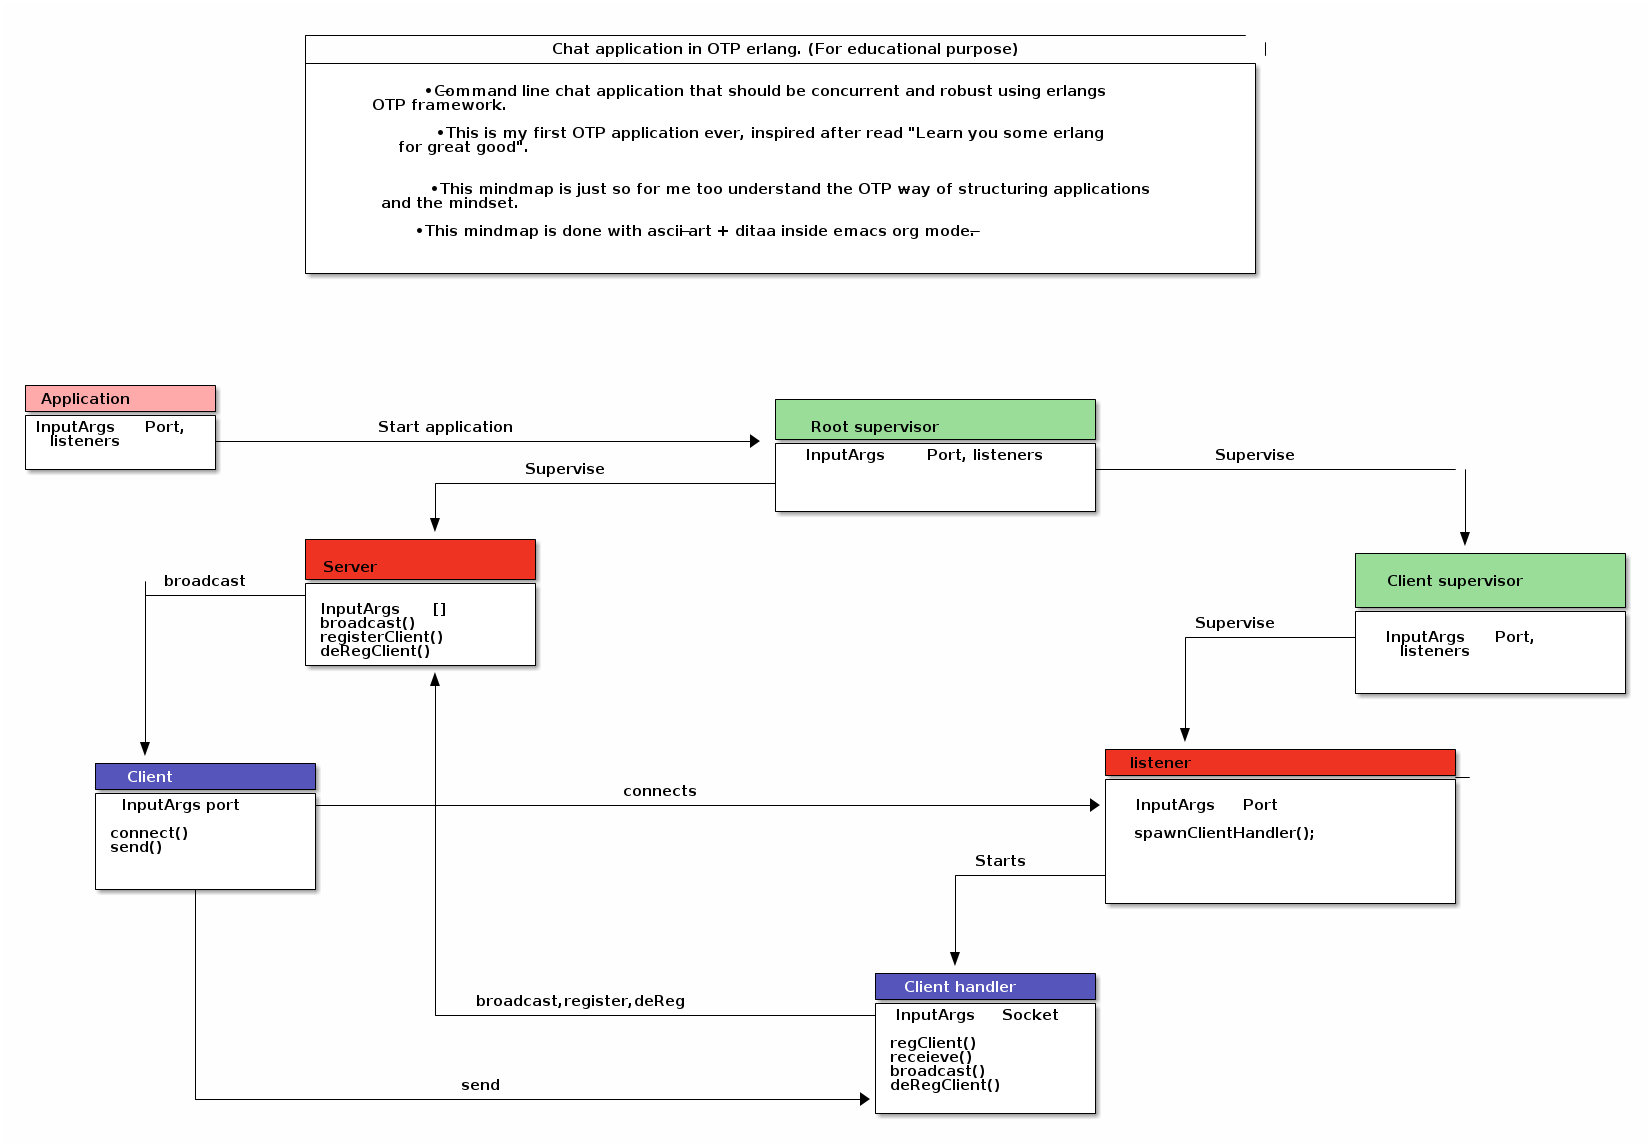 Chat application in OTP erlang. (For educational purpose)
•Command line chat application that should be concurrent and robust using erlangs
OTP framework.
•This is my first OTP application ever, inspired after read "Learn you some erlang
for great good".
•This mindmap is just so for me too understand the OTP way of structuring applications
and the mindset.
•This mindmap is done with ascii-art + ditaa inside emacs org mode.
Application
InputArgs Port,
listeners
Start application
Root supervisor
InputArgs Port, listeners
Supervise
Supervise
Server
InputArgs []
broadcast()
registerClient()
deRegClient()
broadcast
Client supervisor
InputArgs Port,
listeners
Supervise
Client
InputArgs port
connect()
send()
connects
listener
InputArgs Port
spawnClientHandler();
Starts
Client handler
InputArgs Socket
regClient()
receieve()
broadcast()
deRegClient()
broadcast,register,deReg
send